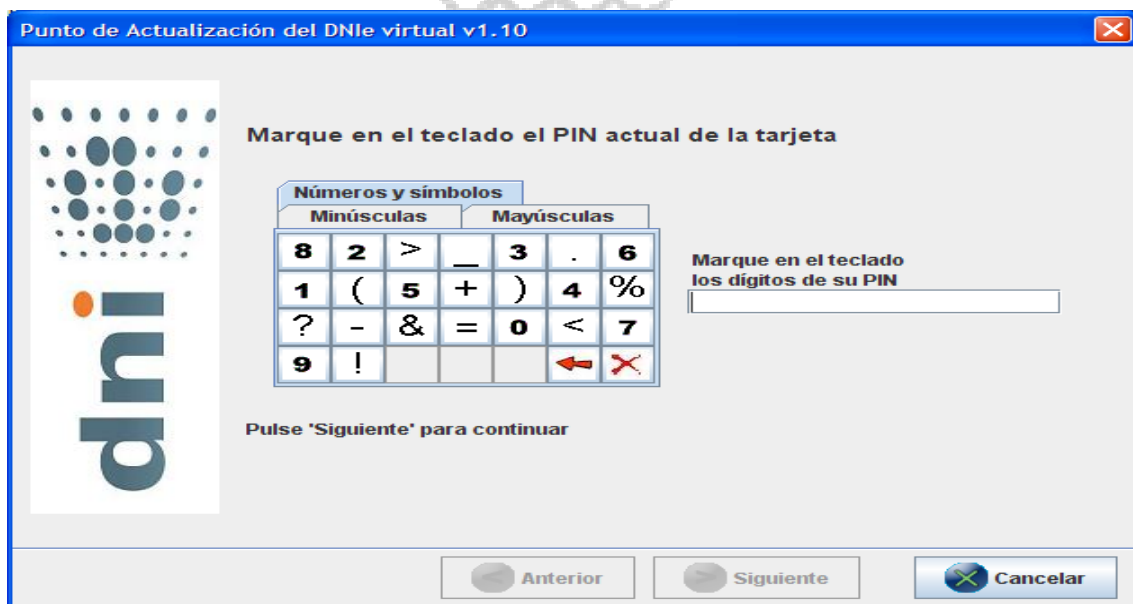 Punto de Actualización del DNIe virtual v1.10
Marque en el teclado el PIN actual de la tarjeta
Números y símbolos
Minúsculas Mayúsculas
8 2 > _ 3 . 6
1 ( 5 + ) 4 %
? - & = 0 < 7
9 !
Marque en el teclado
los dígitos de su PIN
Pulse 'Siguiente' para continuar
dni
Anterior Siguiente Cancelar